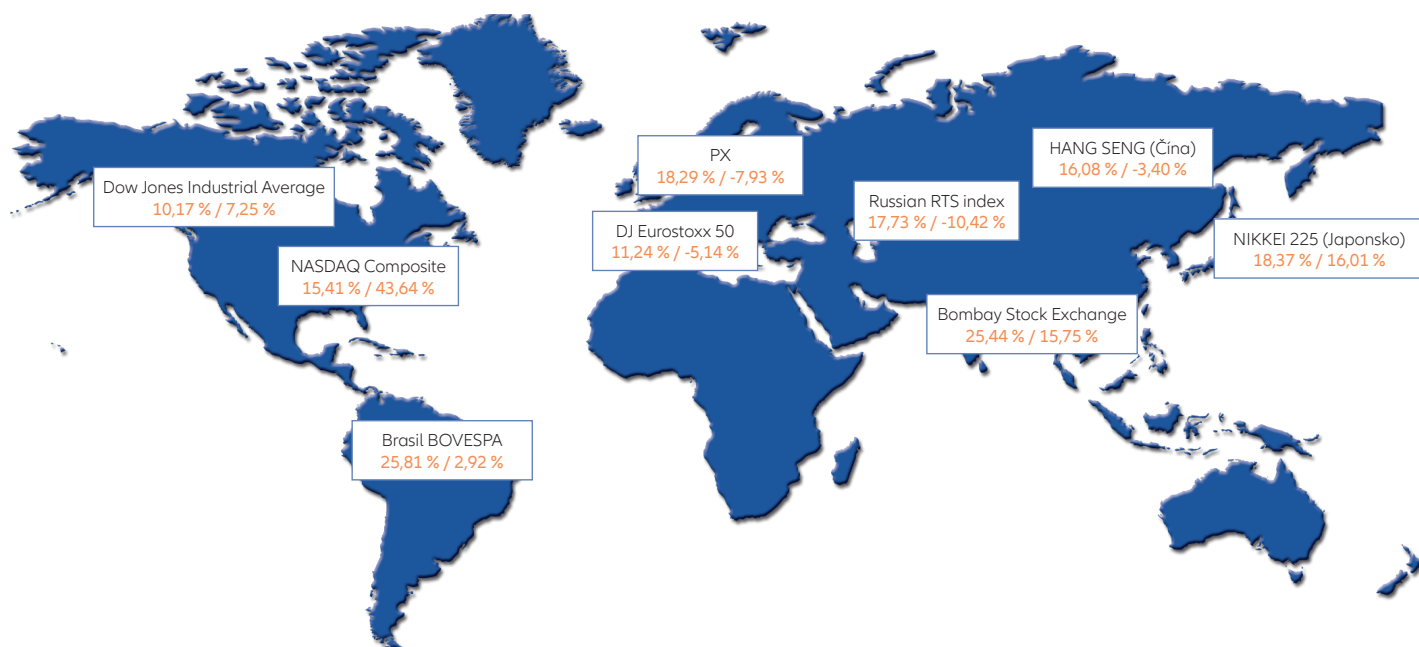 PX
18,29 % / -7,93 %
HANG SENG (Čína)
16,08 % / -3,40 %
Dow Jones Industrial Average
10,17 % / 7,25 %
Russian RTS index
17,73 % / -10,42 %
DJ Eurostoxx 50
11,24 % / -5,14 %
NIKKEI 225 (Japonsko)
18,37 % / 16,01 %
NASDAQ Composite
15,41 % / 43,64 %
Bombay Stock Exchange
25,44 % / 15,75 %
Brasil BOVESPA
25,81 % / 2,92 %